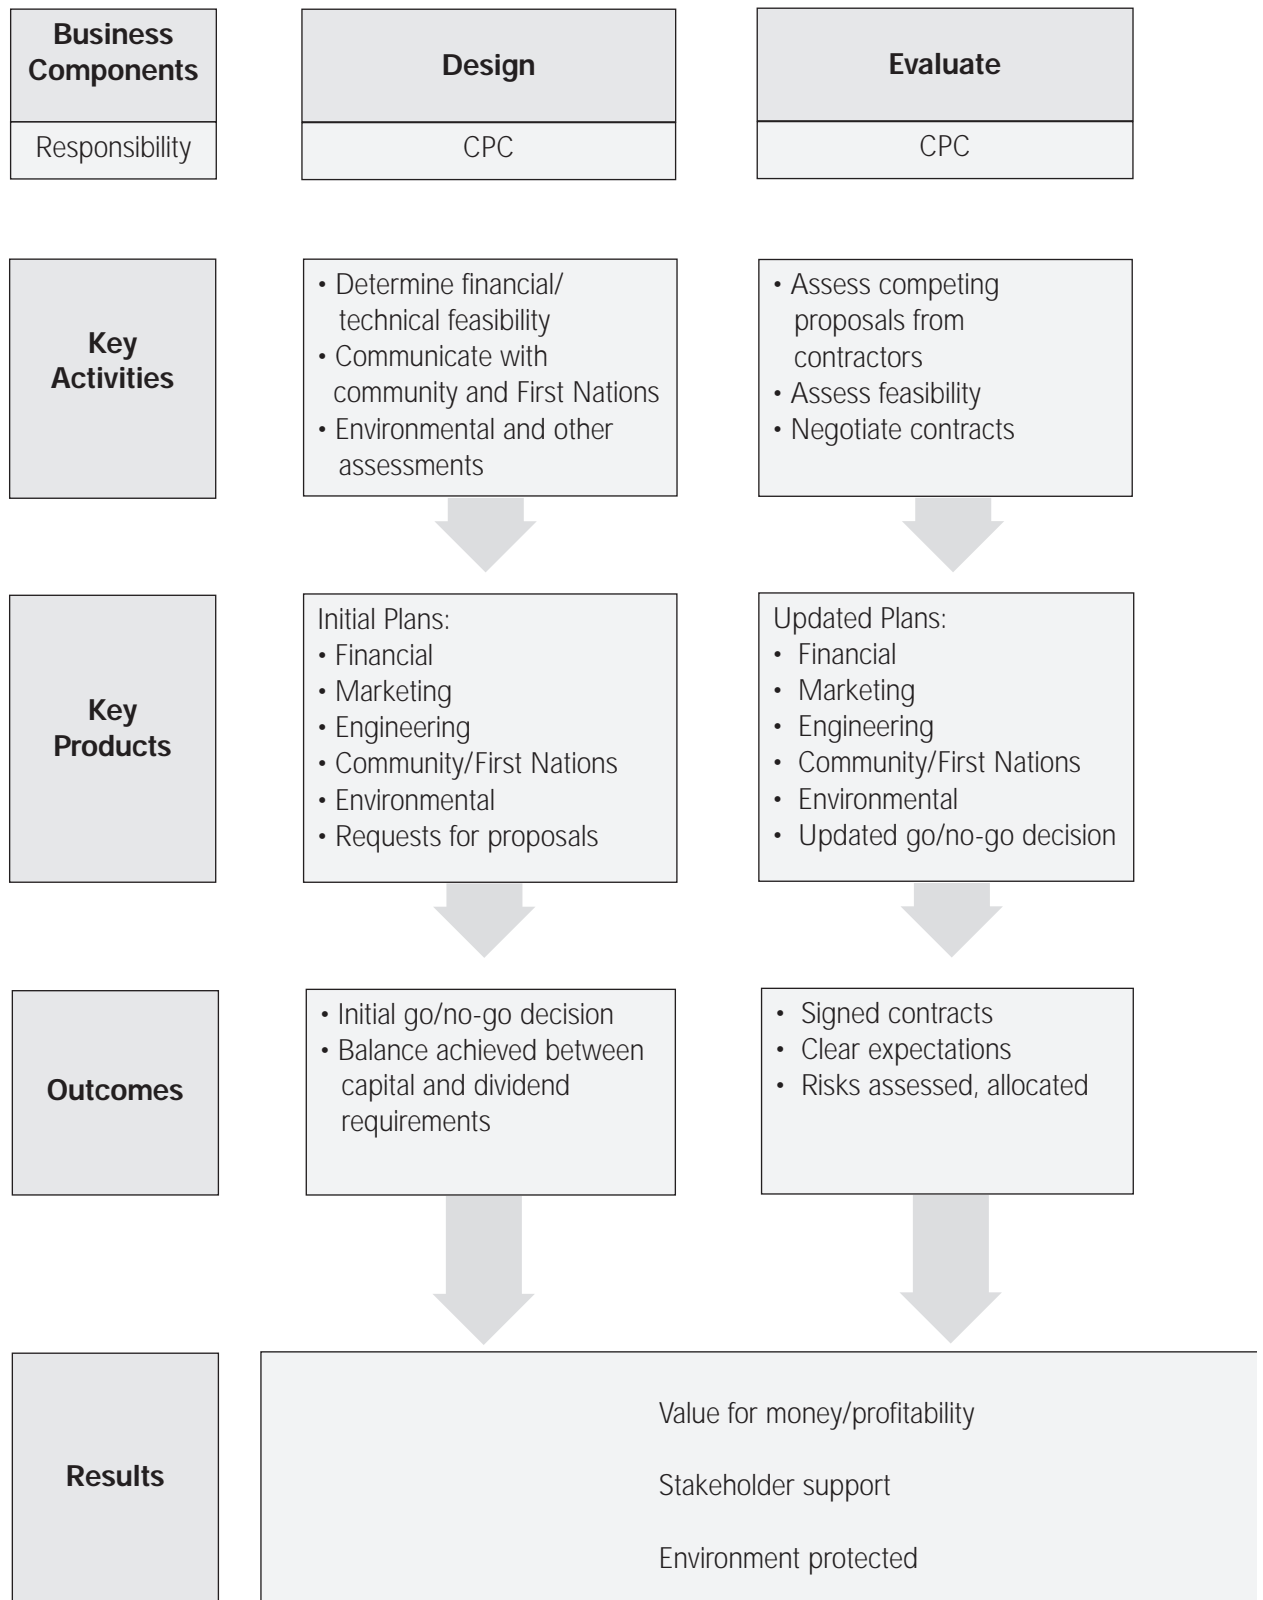 Business
Components
Responsibility
Design
CPC
Evaluate
CPC
Key
Activities
• Determine financial/
technical feasibility
• Communicate with
community and First Nations
• Environmental and other
assessments
• Assess competing
proposals from
contractors
• Assess feasibility
• Negotiate contracts
Key
Products
Initial Plans:
• Financial
• Marketing
• Engineering
• Community/First Nations
• Environmental
• Requests for proposals
Updated Plans:
• Financial
• Marketing
• Engineering
• Community/First Nations
• Environmental
• Updated go/no-go decision
Outcomes
• Initial go/no-go decision
• Balance achieved between
capital and dividend
requirements
• Signed contracts
• Clear expectations
• Risks assessed, allocated
Results
Value for money/profitability
Stakeholder support
Environment protected